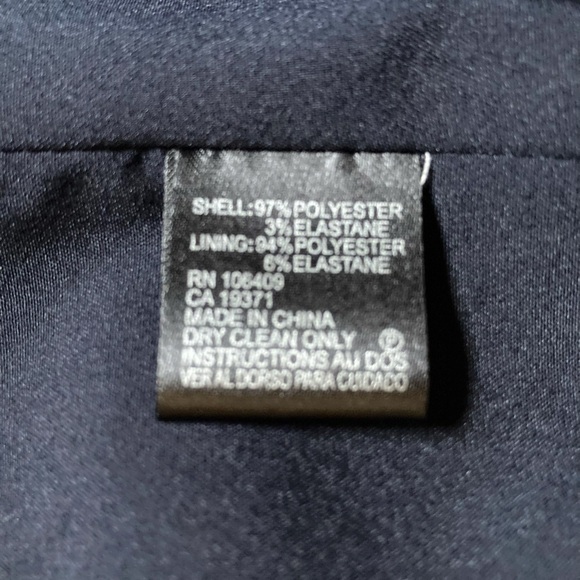 SHELL:97%POLYESTER
3%ELASTANE
LINING:94%POLYESTER
6%ELASTANE
RN 106409
CA 19371
MADE IN CHINA
DRY CLEAN ONLY Ⓟ
INSTRUCTIONS AU DOS
VER AL DORSO PARA CUIDADO